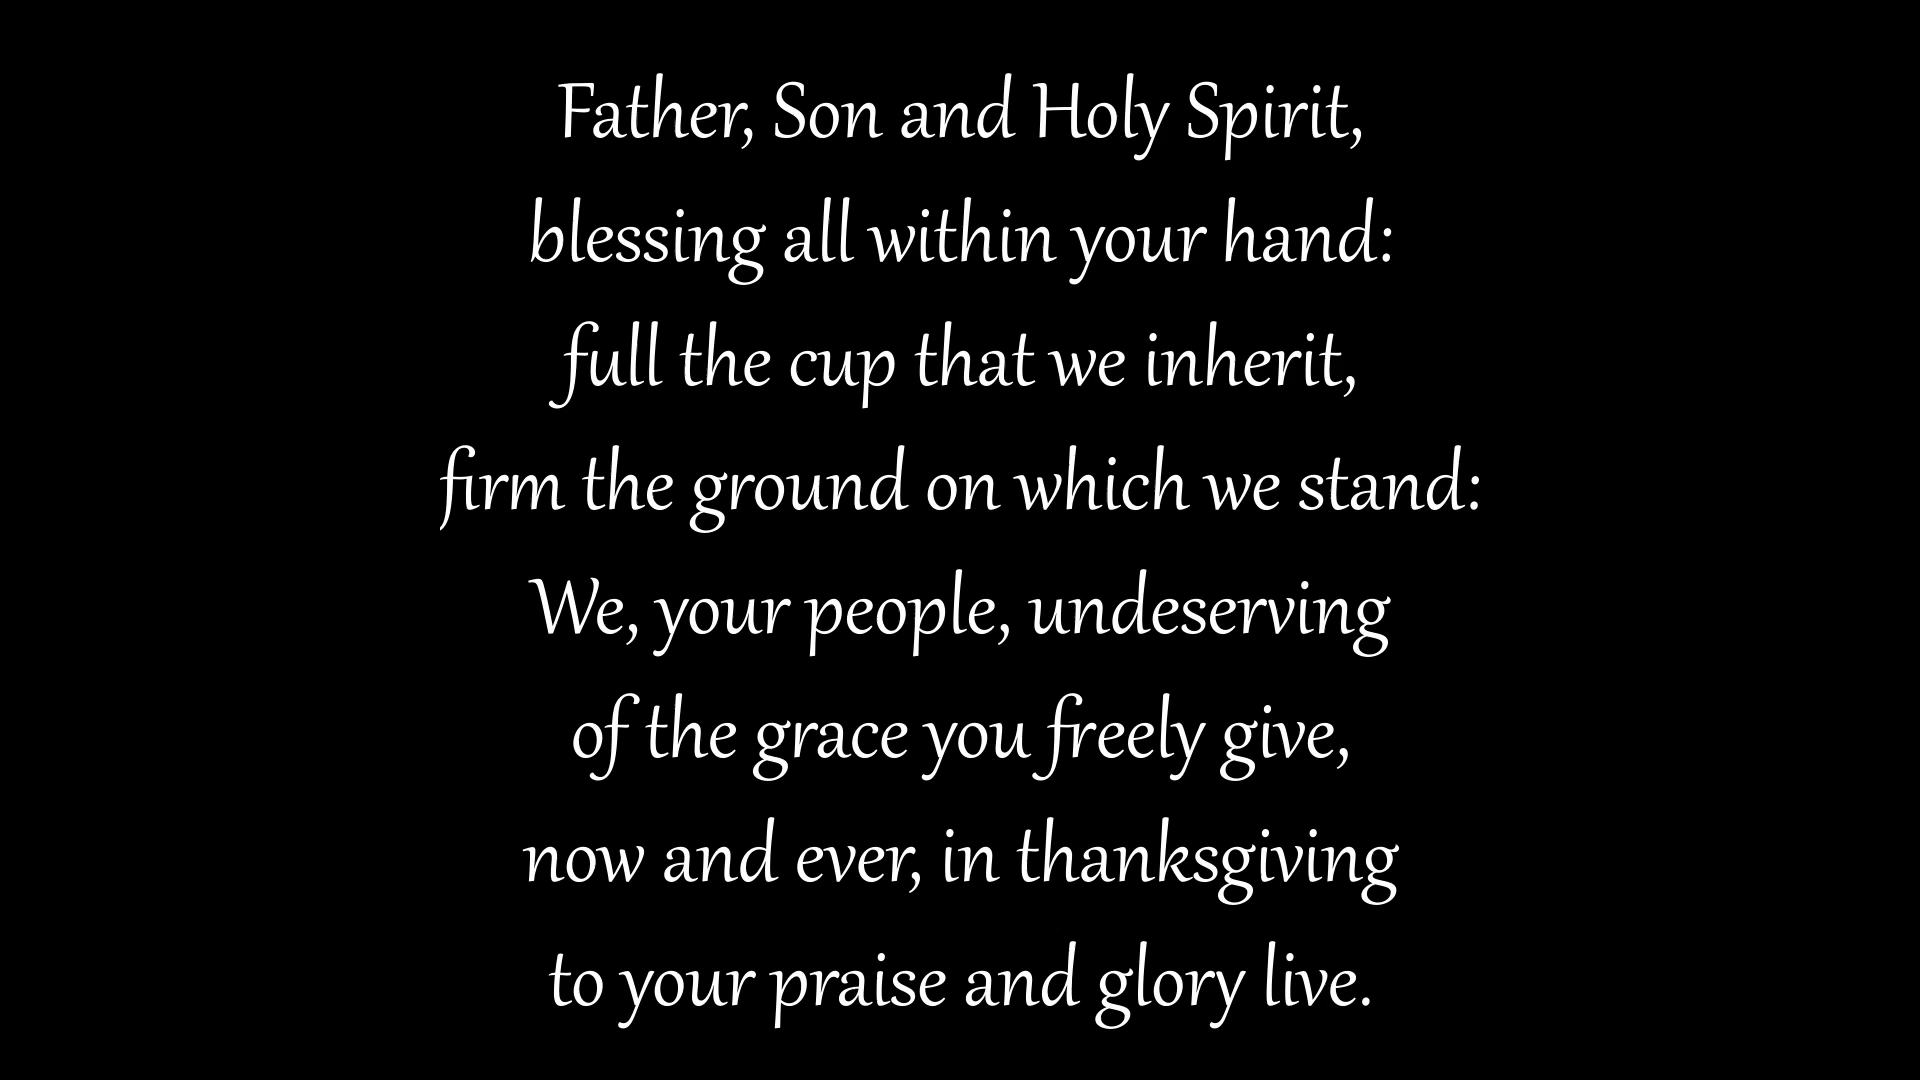 Father, Son and Holy Spirit,
blessing all within your hand:
full the cup that we inherit,
firm the ground on which we stand:
We, your people, undeserving
of the grace you freely give,
now and ever, in thanksgiving
to your praise and glory live.